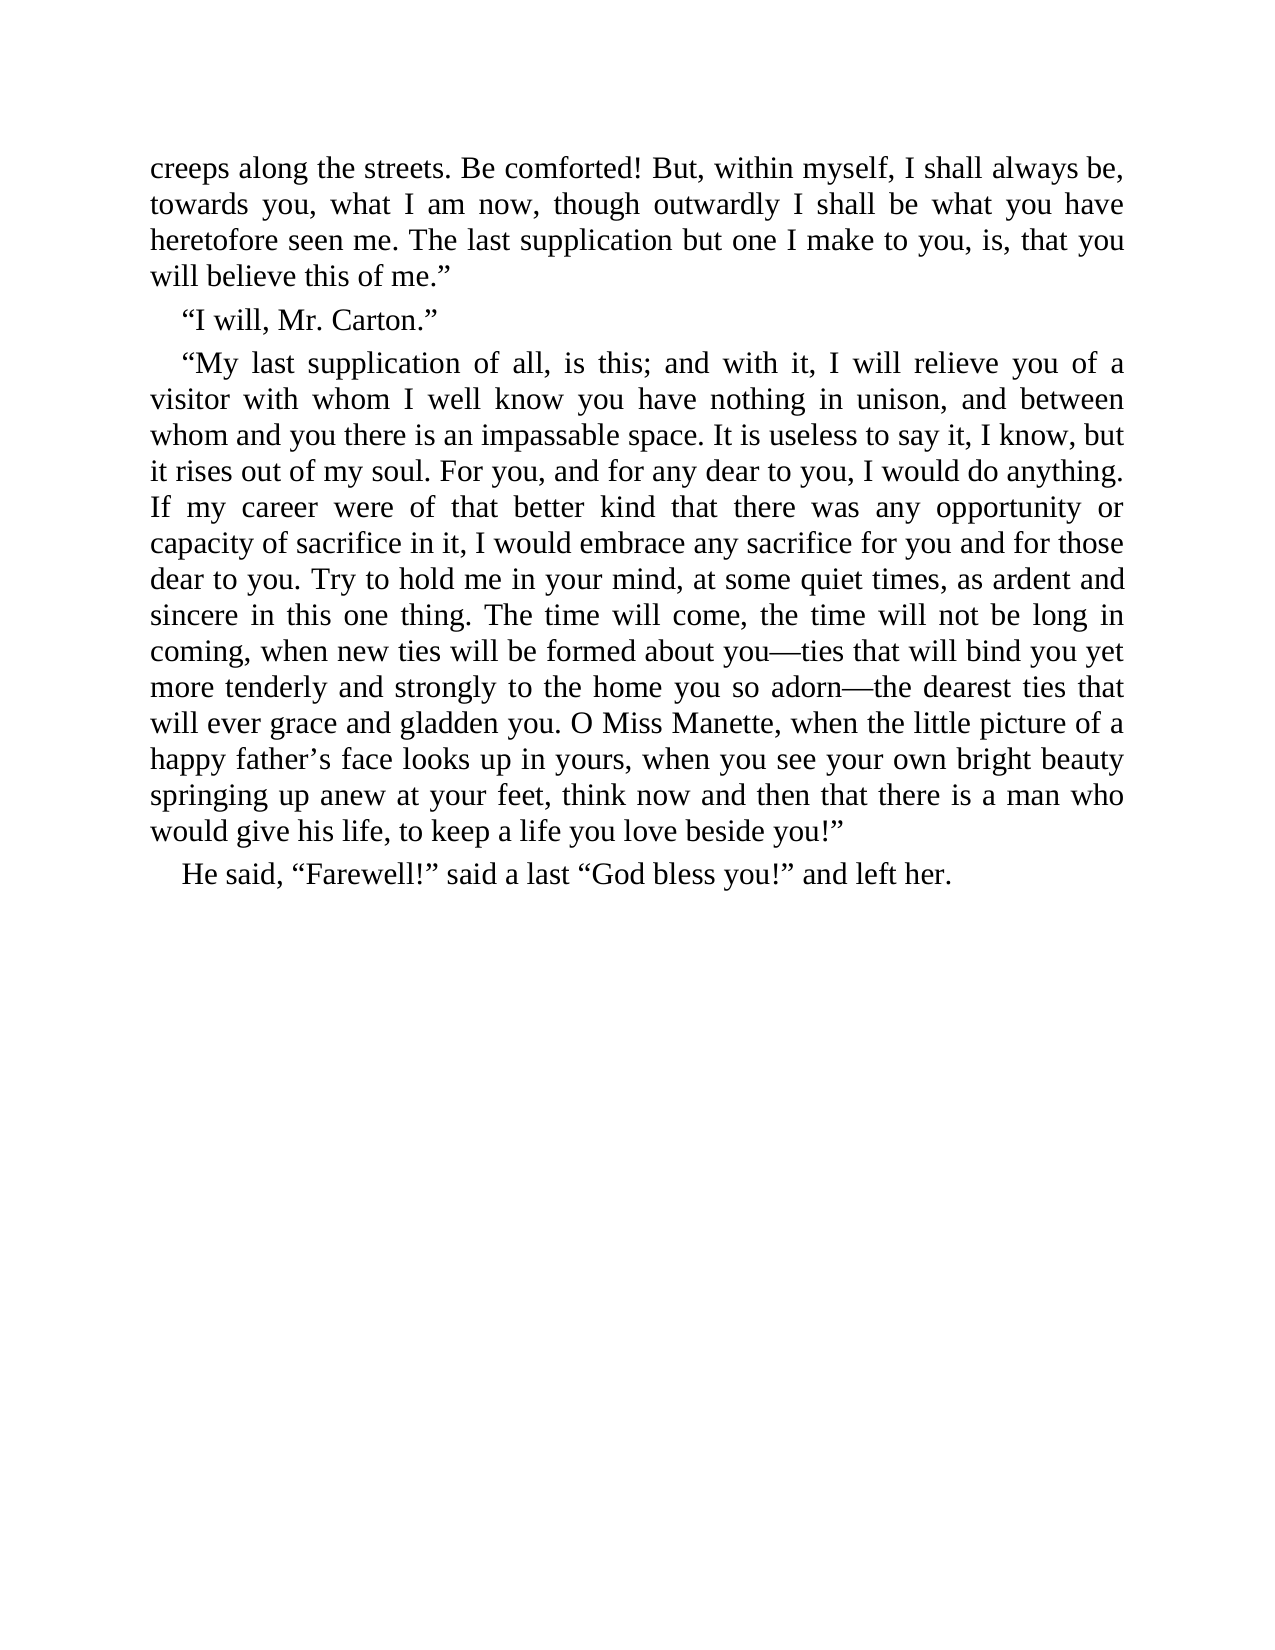 creeps along the streets. Be comforted! But, within myself, I shall always be,
towards you, what I am now, though outwardly I shall be what you have
heretofore seen me. The last supplication but one I make to you, is, that you
will believe this of me.”
“I will, Mr. Carton.”
“My last supplication of all, is this; and with it, I will relieve you of a
visitor with whom I well know you have nothing in unison, and between
whom and you there is an impassable space. It is useless to say it, I know, but
it rises out of my soul. For you, and for any dear to you, I would do anything.
If my career were of that better kind that there was any opportunity or
capacity of sacrifice in it, I would embrace any sacrifice for you and for those
dear to you. Try to hold me in your mind, at some quiet times, as ardent and
sincere in this one thing. The time will come, the time will not be long in
coming, when new ties will be formed about you—ties that will bind you yet
more tenderly and strongly to the home you so adorn—the dearest ties that
will ever grace and gladden you. O Miss Manette, when the little picture of a
happy father’s face looks up in yours, when you see your own bright beauty
springing up anew at your feet, think now and then that there is a man who
would give his life, to keep a life you love beside you!”
He said, “Farewell!” said a last “God bless you!” and left her.